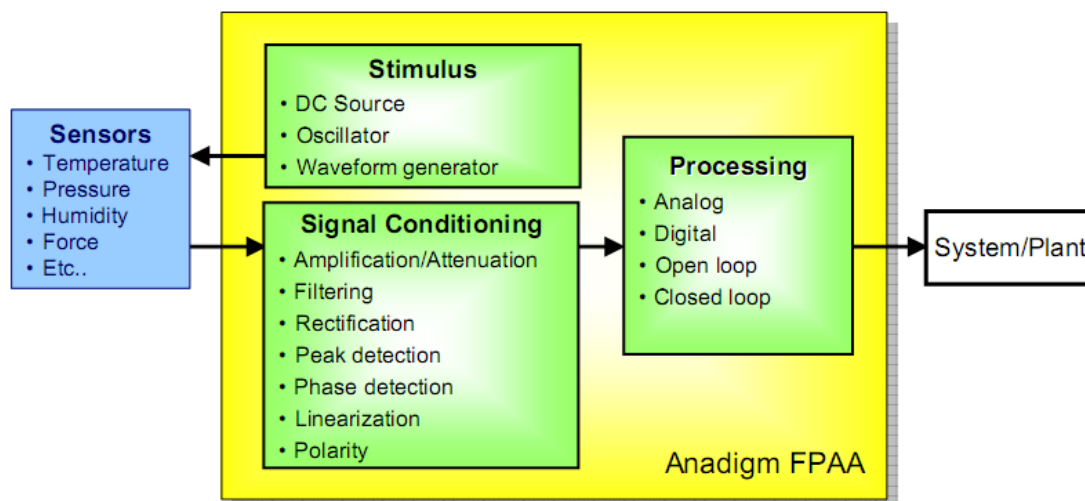 Sensors
• Temperature
• Pressure
• Humidity
• Force
• Etc..
Stimulus
• DC Source
• Oscillator
• Waveform generator
Signal Conditioning
• Amplification/Attenuation
• Filtering
• Rectification
• Peak detection
• Phase detection
• Linearization
• Polarity
Processing
• Analog
• Digital
• Open loop
• Closed loop
System/Plant
Anadigm FPAA